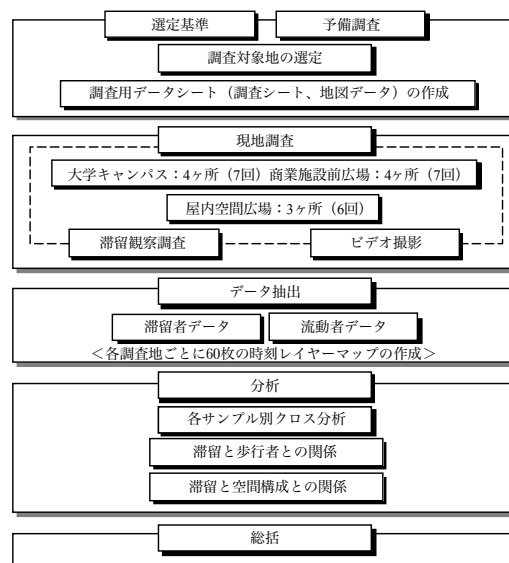 選定基準 予備調査
調査対象地の選定
調査用データシート（調査シート、地図データ）の作成
現地調査
大学キャンパス：4ヶ所（7回）商業施設前広場：4ヶ所（7回）
屋内空間広場：3ヶ所（6回）
滞留観察調査 ビデオ撮影
データ抽出
滞留者データ 流動者データ
＜各調査地ごとに60枚の時刻レイヤーマップの作成＞
分析
各サンプル別クロス分析
滞留と歩行者との関係
滞留と空間構成との関係
総括